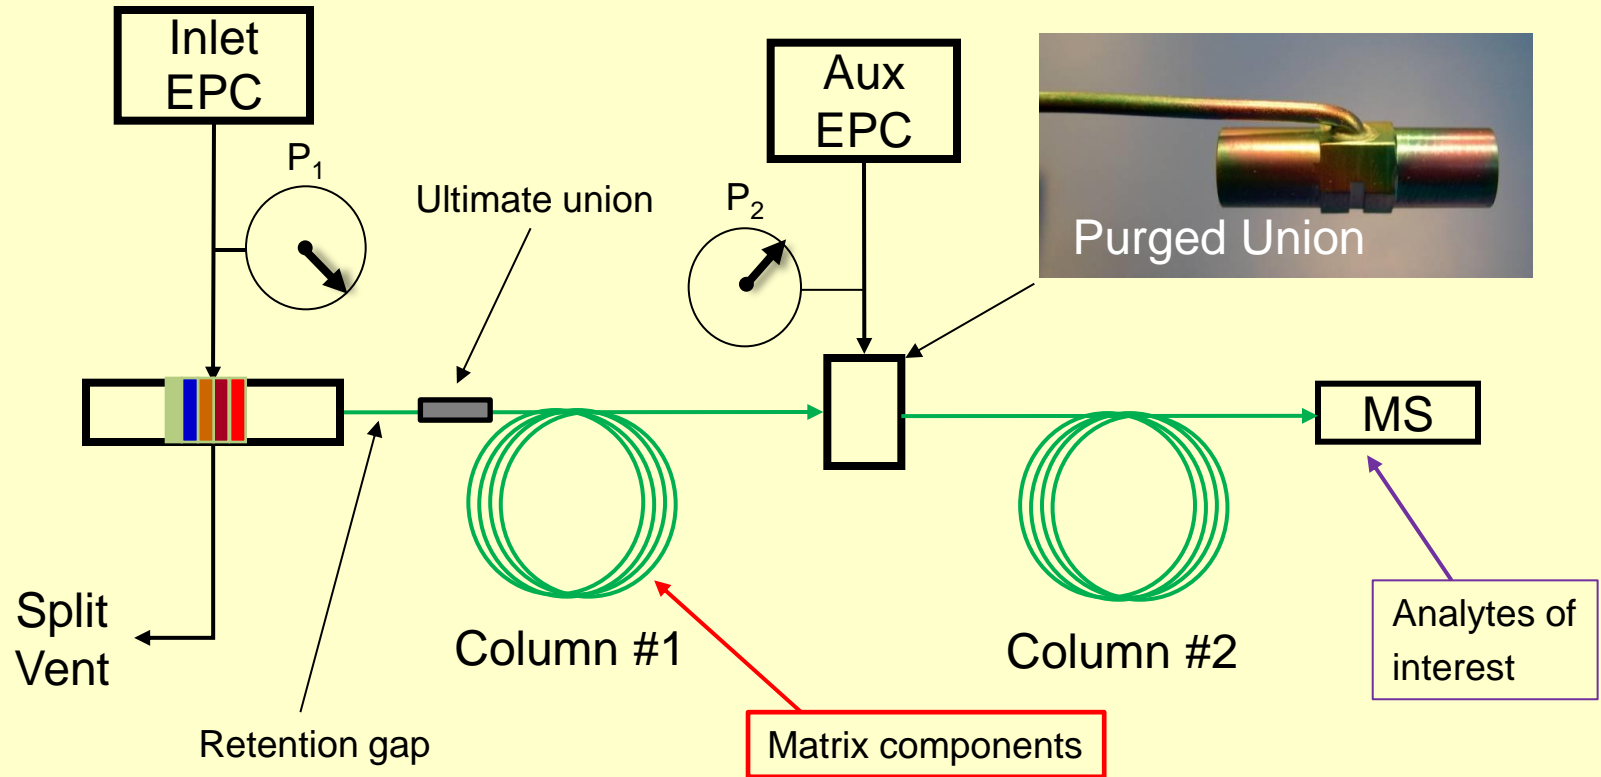 Inlet
EPC
P1
Ultimate union
Aux
EPC
P2
Purged Union
MS
Split
Vent
Column #1
Column #2
Analytes of
interest
Retention gap
Matrix components